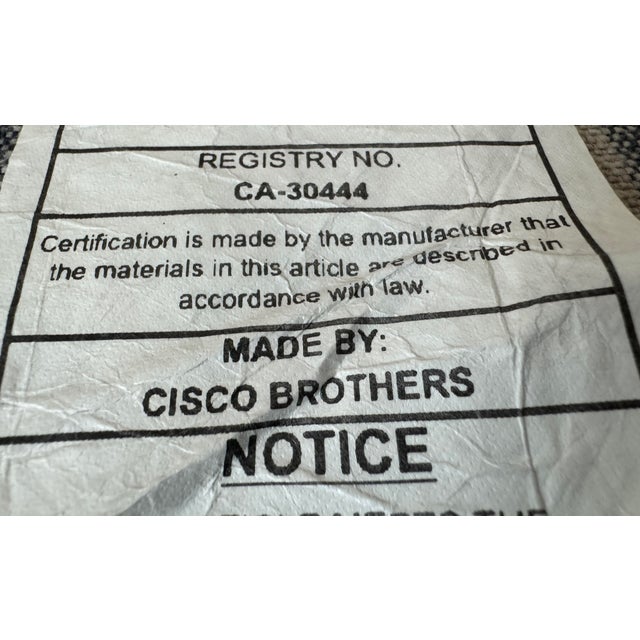 REGISTRY NO.
CA-30444
Certification is made by the manufacturer that
the materials in this article are described in
accordance with law.
MADE BY:
CISCO BROTHERS
NOTICE
THE